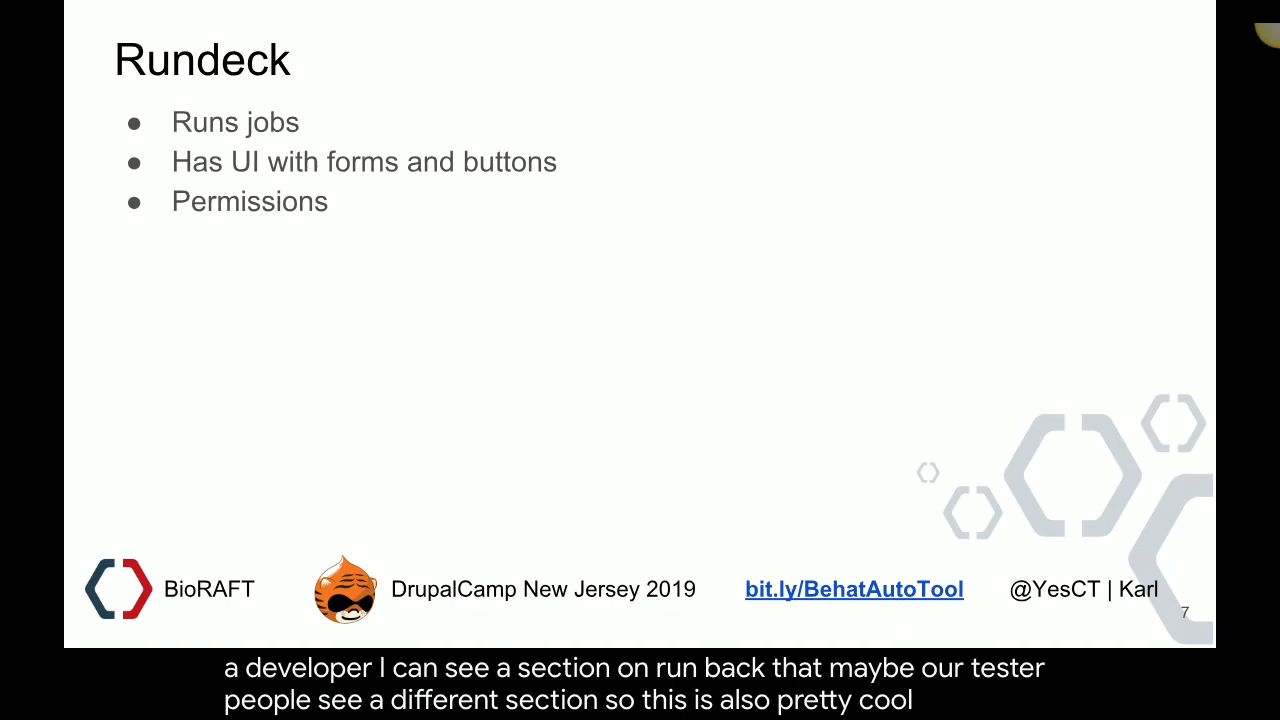 Rundeck
● Runs jobs
● Has UI with forms and buttons
● Permissions
BioRAFT DrupalCamp New Jersey 2019 bit.ly/BehatAutoTool @YesCT | Karl
7
a developer I can see a section on run back that maybe our tester
people see a different section so this is also pretty cool